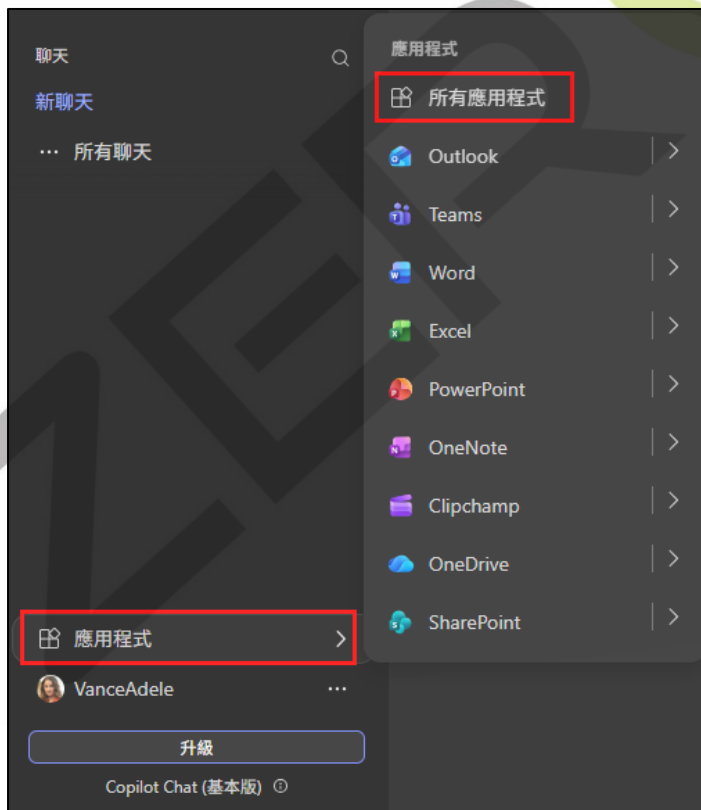 聊天
新聊天
··· 所有聊天
應用程式
VanceAdele ···
升級
Copilot Chat (基本版)
應用程式
所有應用程式
Outlook
Teams
Word
Excel
PowerPoint
OneNote
Clipchamp
OneDrive
SharePoint